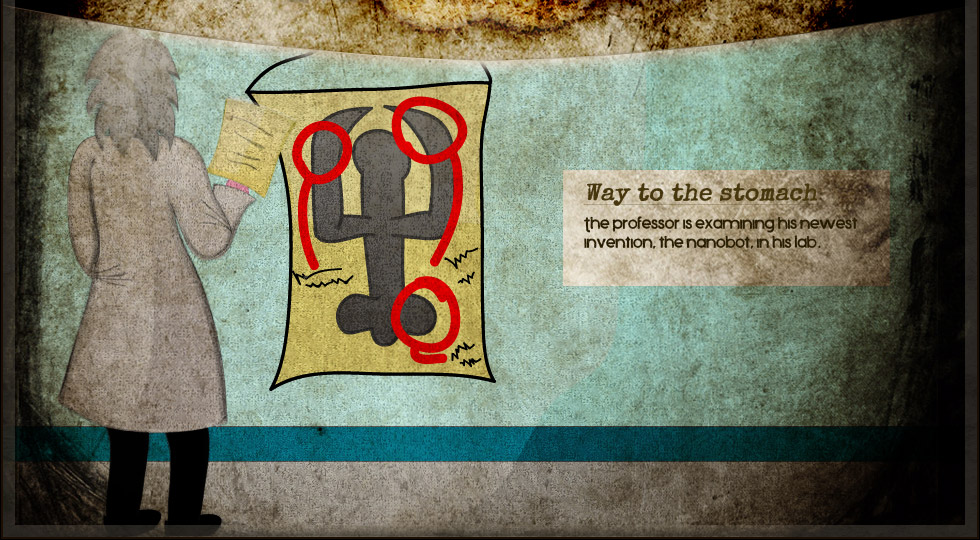 Way to the stomach
the professor is examining his newest
invention, the nanobot, in his lab.